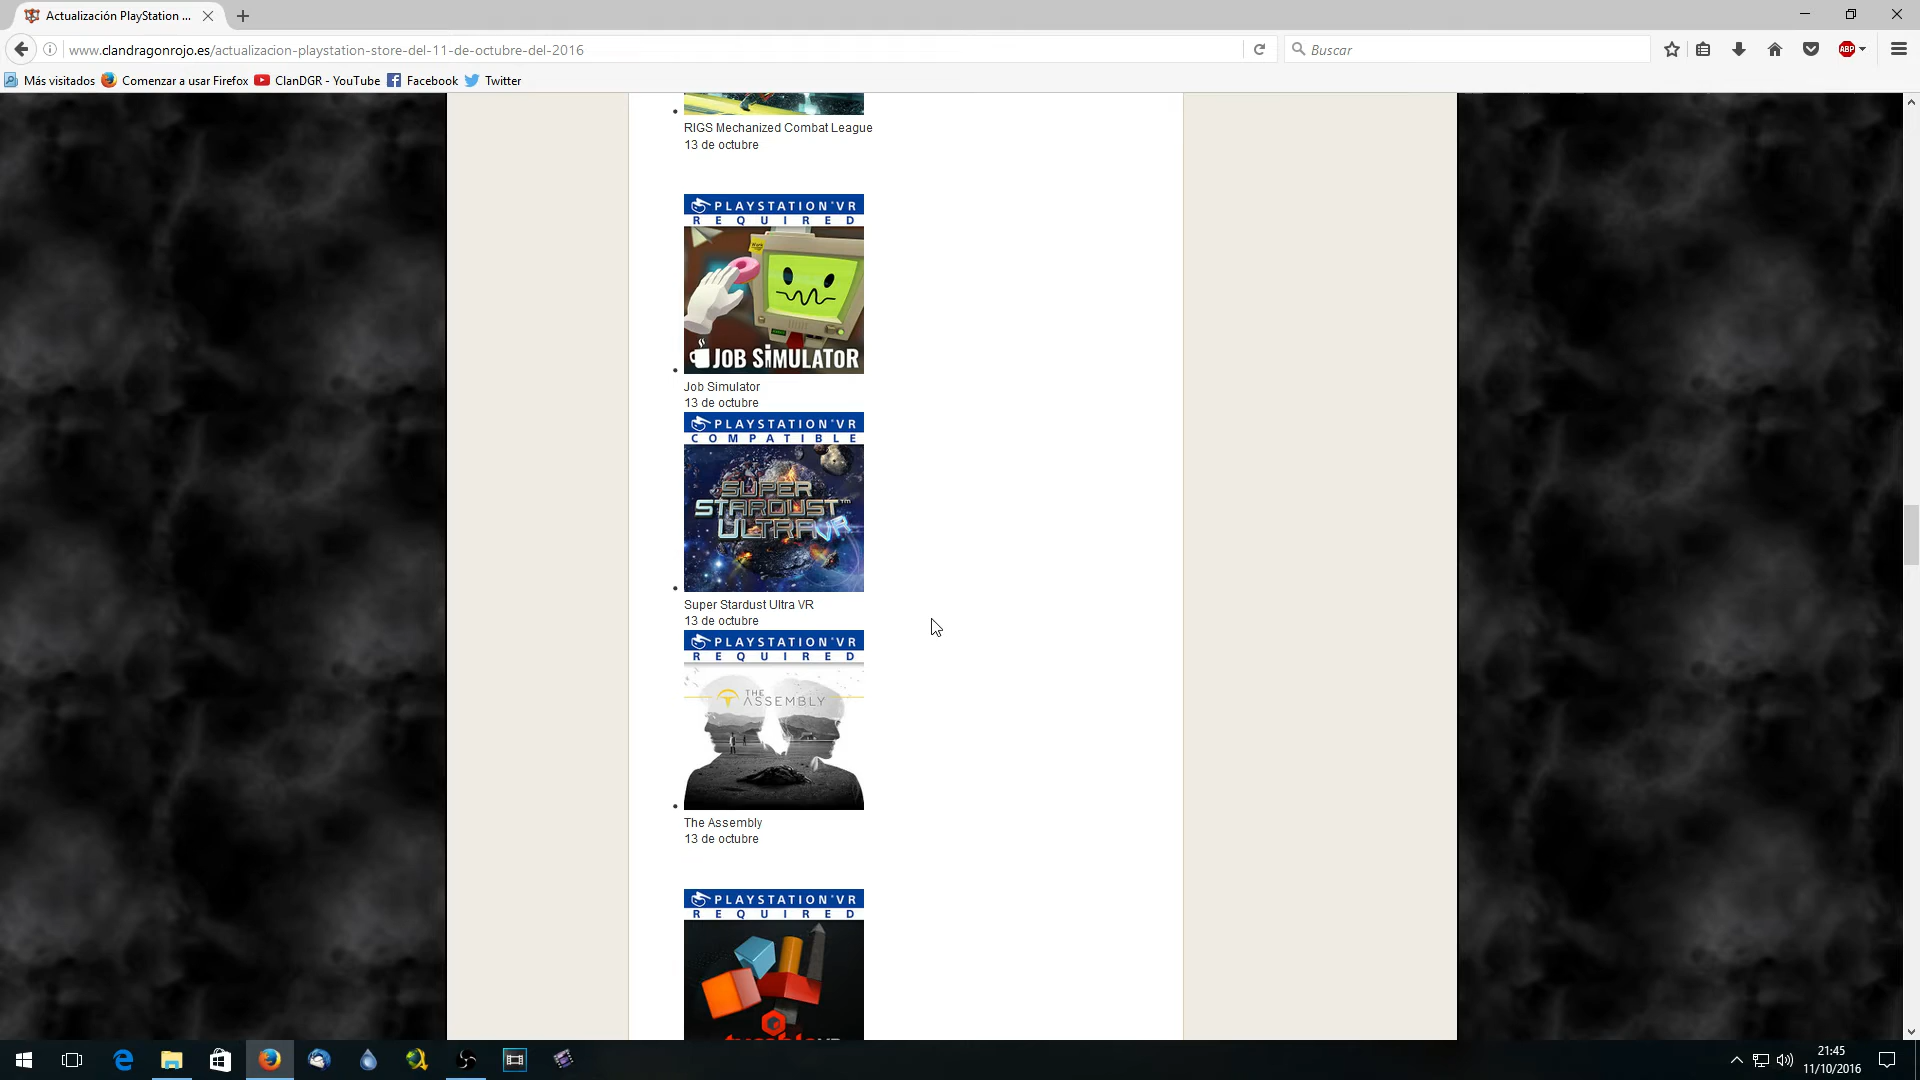 Actualización PlayStation ...
www.clandragonrojo.es/actualizacion-playstation-store-del-11-de-octubre-del-2016
Buscar
ABP
Más visitados
Comenzar a usar Firefox
ClanDGR - YouTube
Facebook
Twitter
RIGS Mechanized Combat League
13 de octubre
PLAYSTATION®VR
REQUIRED
JOB SIMULATOR
Job Simulator
13 de octubre
PLAYSTATION®VR
COMPATIBLE
SUPER
STARDUST™
ULTRA VR
Super Stardust Ultra VR
13 de octubre
PLAYSTATION®VR
REQUIRED
THE
ASSEMBLY
The Assembly
13 de octubre
PLAYSTATION®VR
REQUIRED
21:45
11/10/2016